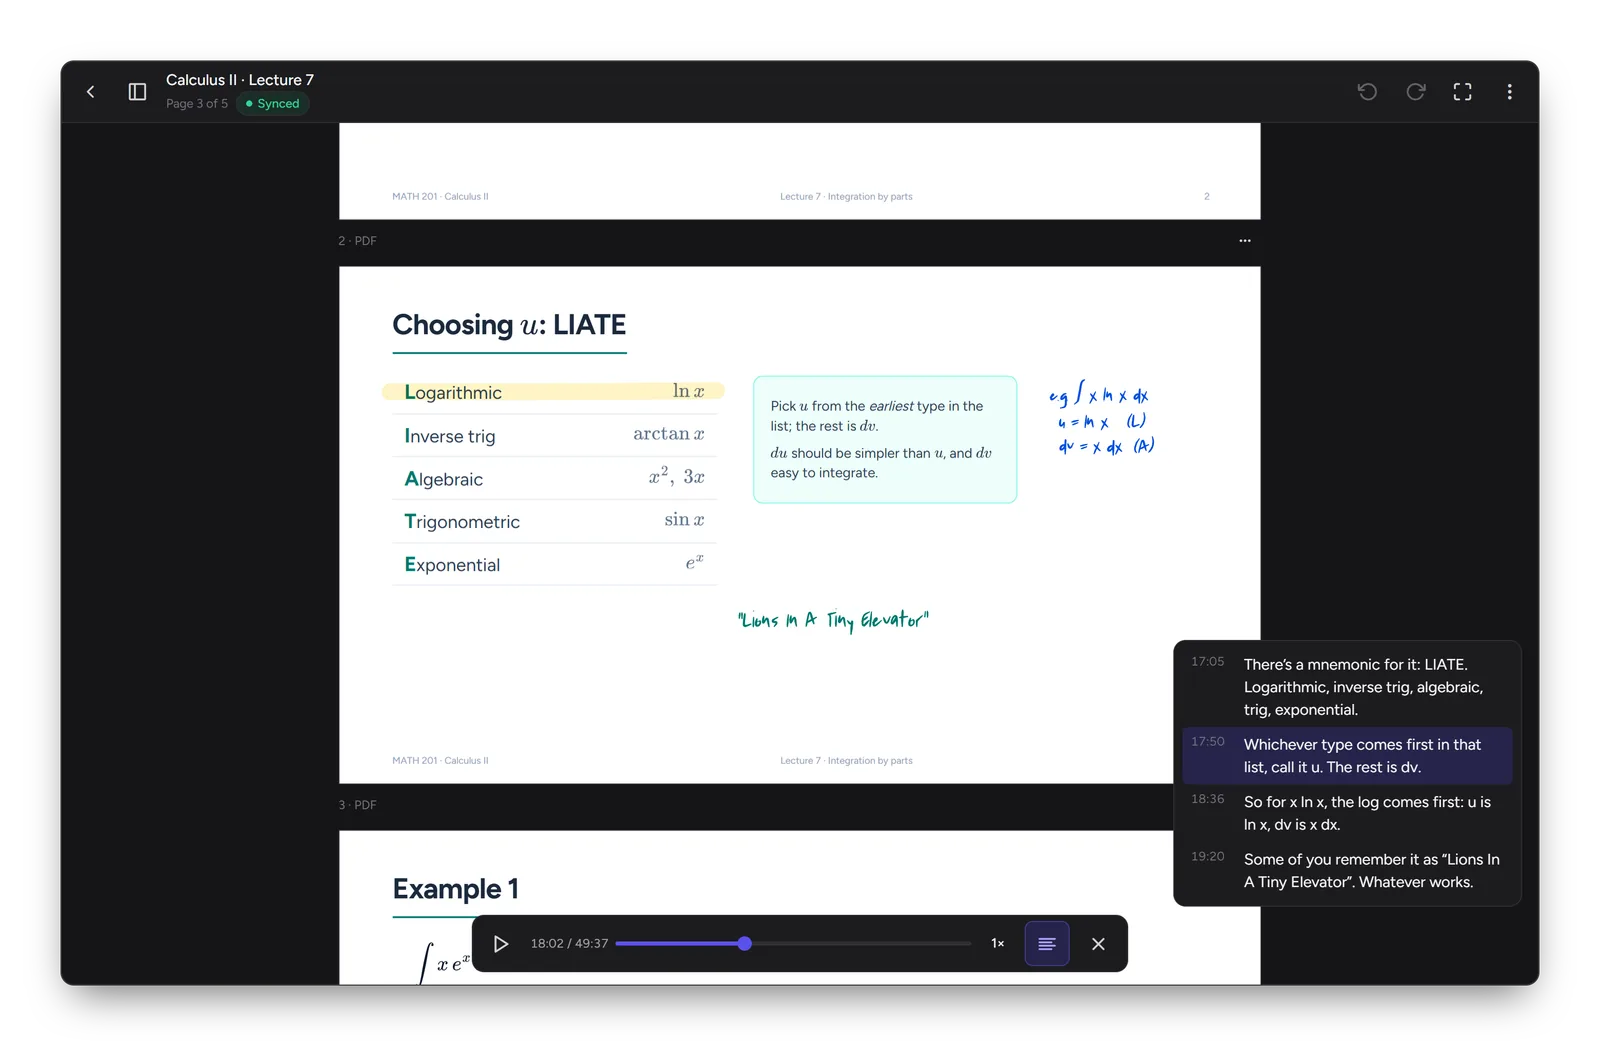 Calculus II · Lecture 7
Page 3 of 5 Synced
MATH 201 · Calculus II Lecture 7 · Integration by parts 2
2 · PDF
Choosing u: LIATE
Logarithmic ln x
Inverse trig arctan x
Algebraic x², 3x
Trigonometric sin x
Exponential eˣ
Pick u from the earliest type in the
list; the rest is dv.
du should be simpler than u, and dv
easy to integrate.
e.g ∫ x ln x dx
u = ln x (L)
dv = x dx (A)
"Lions In A Tiny Elevator"
MATH 201 · Calculus II Lecture 7 · Integration by parts
3 · PDF
Example 1
∫ x eˣ
17:05 There's a mnemonic for it: LIATE.
Logarithmic, inverse trig, algebraic,
trig, exponential.
17:50 Whichever type comes first in that
list, call it u. The rest is dv.
18:36 So for x ln x, the log comes first: u is
ln x, dv is x dx.
19:20 Some of you remember it as “Lions In
A Tiny Elevator”. Whatever works.
18:02 / 49:37 1×